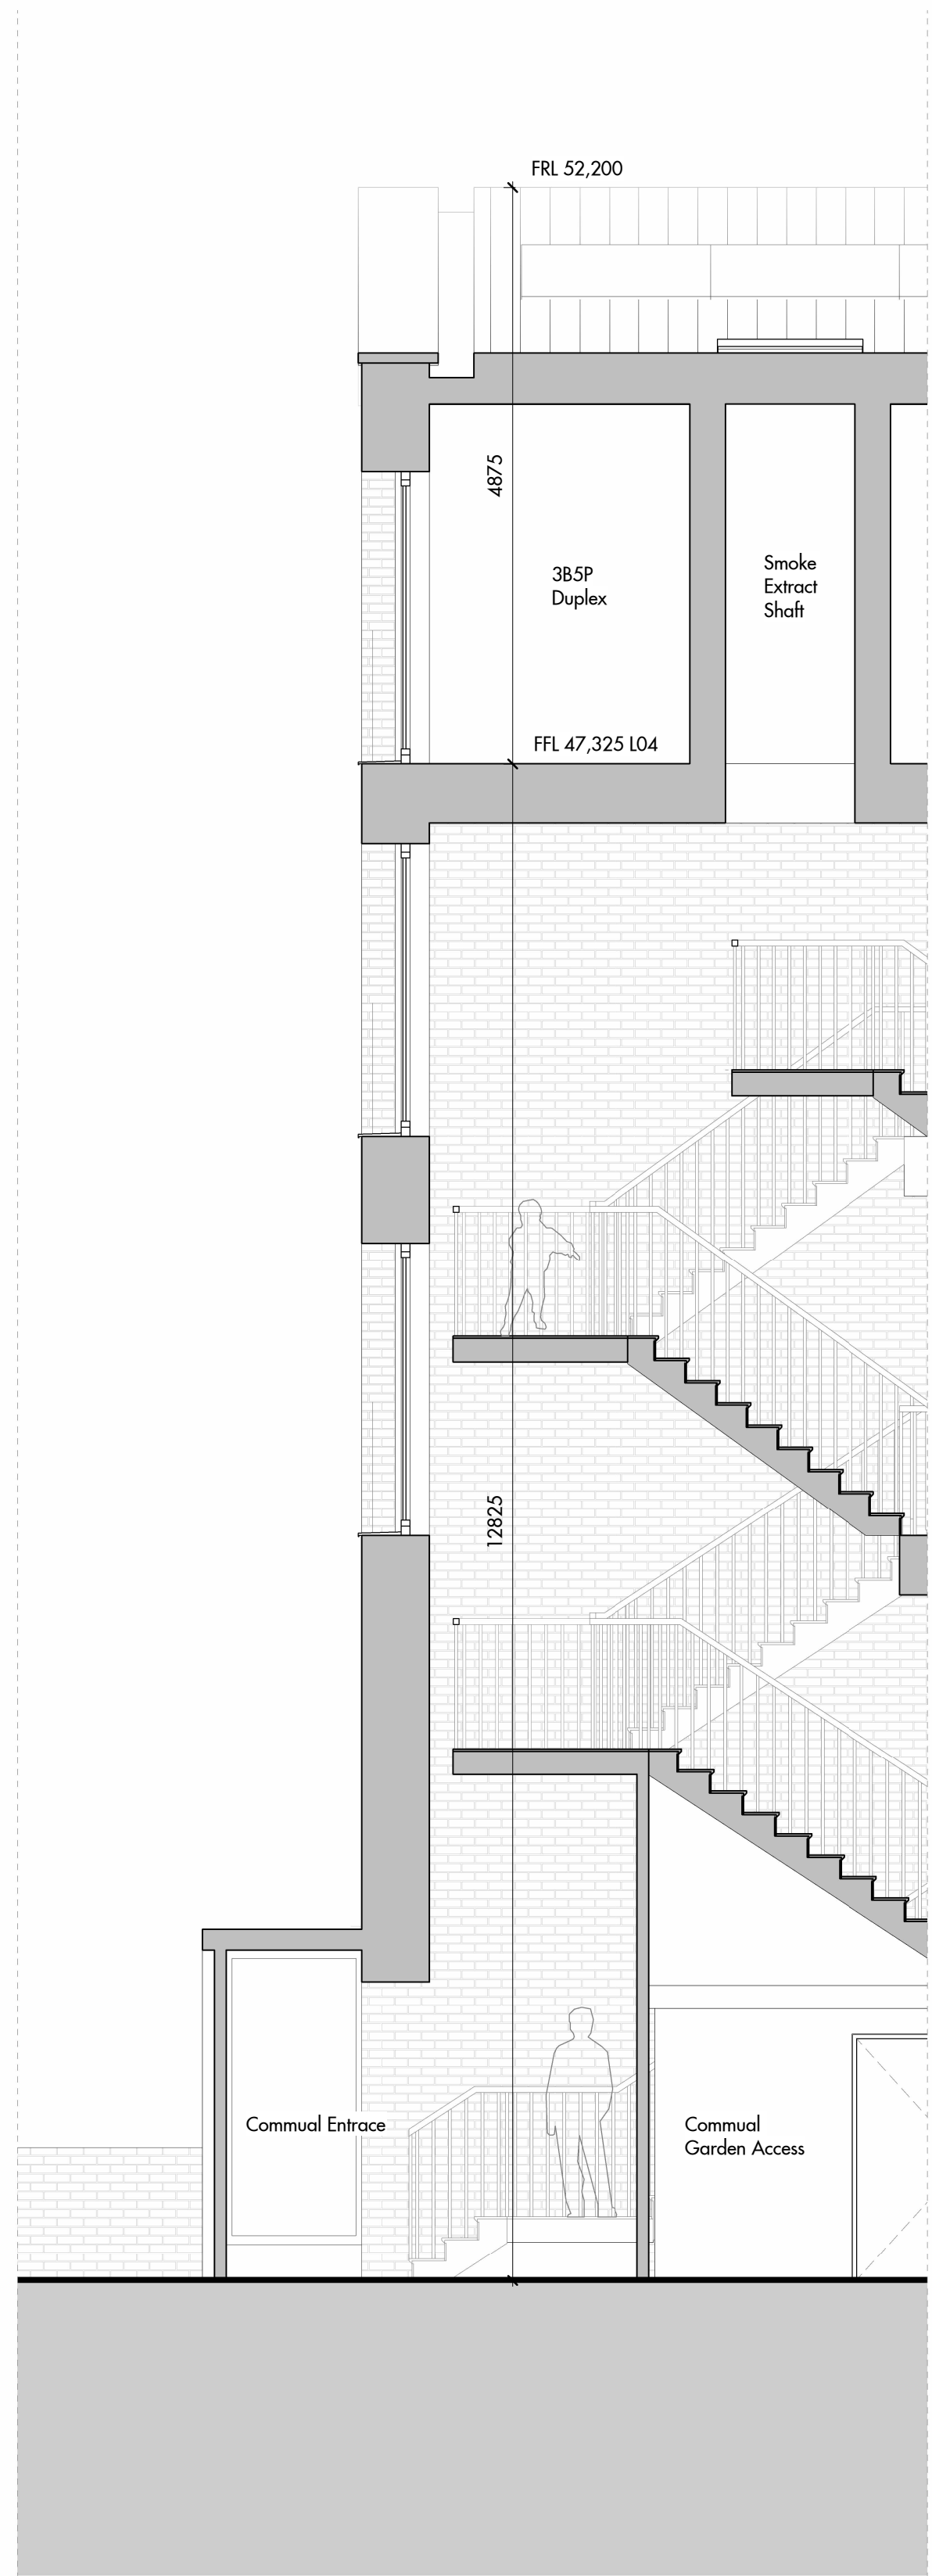 FRL 52,200
4875
3B5P
Duplex
Smoke
Extract
Shaft
FFL 47,325 L04
12825
Commual Entrace
Commual
Garden Access